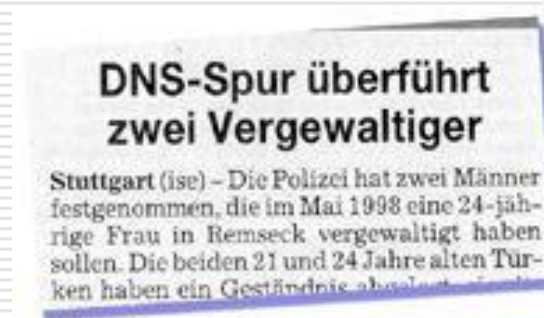 DNS-Spur überführt
zwei Vergewaltiger
Stuttgart (ise) – Die Polizei hat zwei Männer
festgenommen, die im Mai 1998 eine 24-jäh-
rige Frau in Remseck vergewaltigt haben
sollen. Die beiden 21 und 24 Jahre alten Tür-
ken haben ein Geständnis